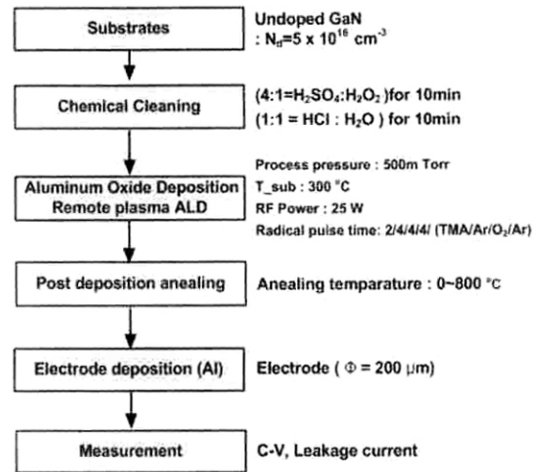 Substrates
Undoped GaN
: Nd=5 x 10¹⁶ cm⁻³
Chemical Cleaning
(4:1=H₂SO₄:H₂O₂ )for 10min
(1:1 = HCl : H₂O ) for 10min
Aluminum Oxide Deposition
Remote plasma ALD
Process pressure : 500m Torr
T_sub : 300 °C
RF Power : 25 W
Radical pulse time: 2/4/4/4/ (TMA/Ar/O₂/Ar)
Post deposition anealing
Anealing temparature : 0~800 °C
Electrode deposition (Al)
Electrode ( Φ = 200 μm)
Measurement
C-V, Leakage current